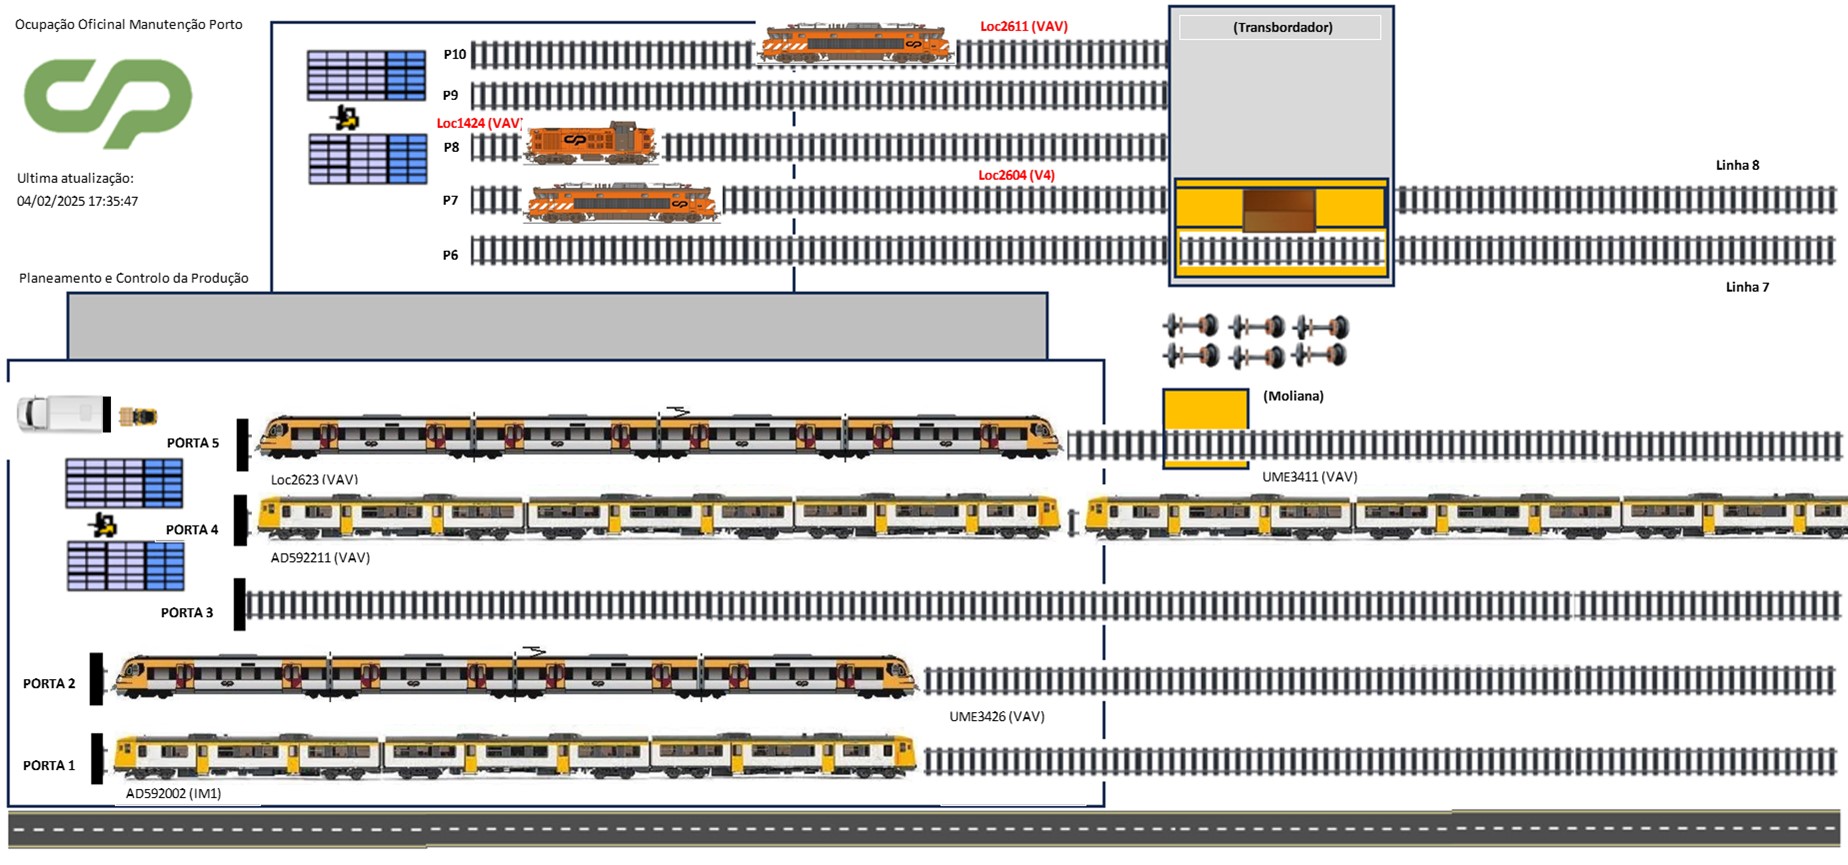 Ocupação Oficinal Manutenção Porto
Loc2611 (VAV)
(Transbordador)
P10
P9
Loc1424 (VAV)
P8
Linha 8
Ultima atualização:
Loc2604 (V4)
04/02/2025 17:35:47
P7
P6
Planeamento e Controlo da Produção
Linha 7
(Moliana)
PORTA 5
Loc2623 (VAV)
UME3411 (VAV)
PORTA 4
AD592211 (VAV)
PORTA 3
PORTA 2
UME3426 (VAV)
PORTA 1
AD592002 (IM1)